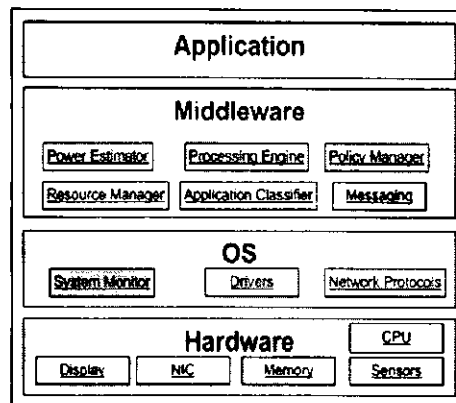 Application
Middleware
Power Estimator Processing Engine Policy Manager
Resource Manager Application Classifier Messaging
OS
System Monitor Drivers Network Protocols
Hardware CPU
Display NIC Memory Sensors